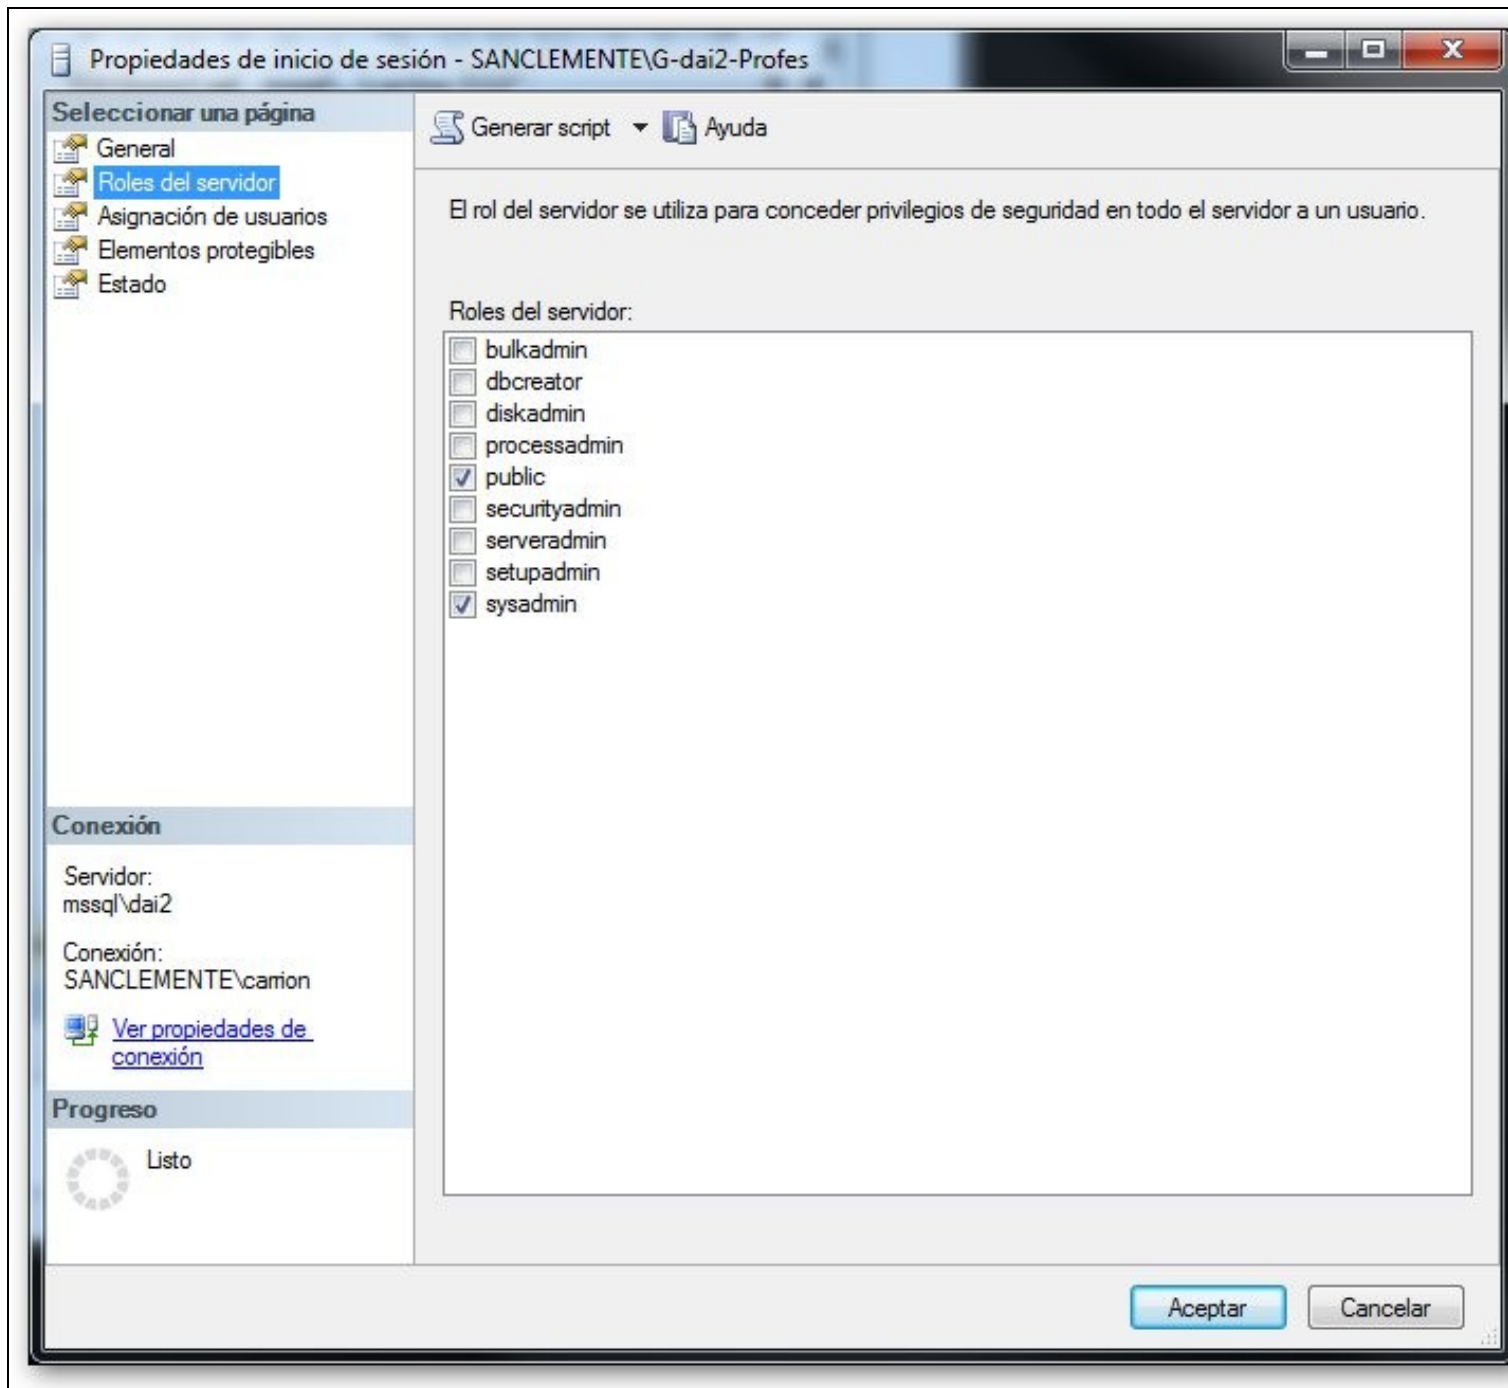 Propiedades de inicio de sesión - SANCLEMENTE\G-dai2-Profes
Seleccionar una página
General
Roles del servidor
Asignación de usuarios
Elementos protegibles
Estado
Generar script
Ayuda
El rol del servidor se utiliza para conceder privilegios de seguridad en todo el servidor a un usuario.
Roles del servidor:
bulkadmin
dbcreator
diskadmin
processadmin
public
securityadmin
serveradmin
setupadmin
sysadmin
Conexión
Servidor:
mssql\dai2
Conexión:
SANCLEMENTE\carrion
Ver propiedades de
conexión
Progreso
Listo
Aceptar
Cancelar